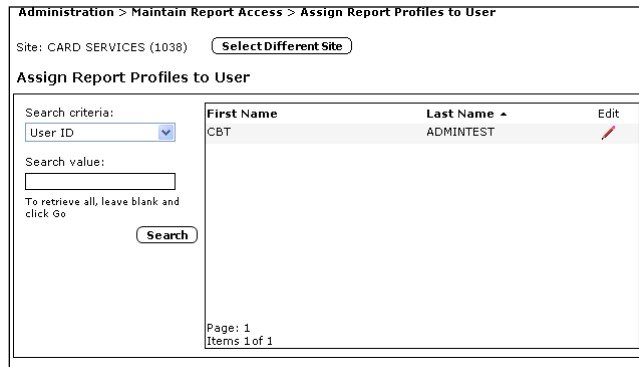 Administration > Maintain Report Access > Assign Report Profiles to User
Site: CARD SERVICES (1038) Select Different Site
Assign Report Profiles to User
Search criteria:
User ID
Search value:
To retrieve all, leave blank and
click Go
Search
First Name Last Name Edit
CBT ADMINTEST
Page: 1
Items 1 of 1